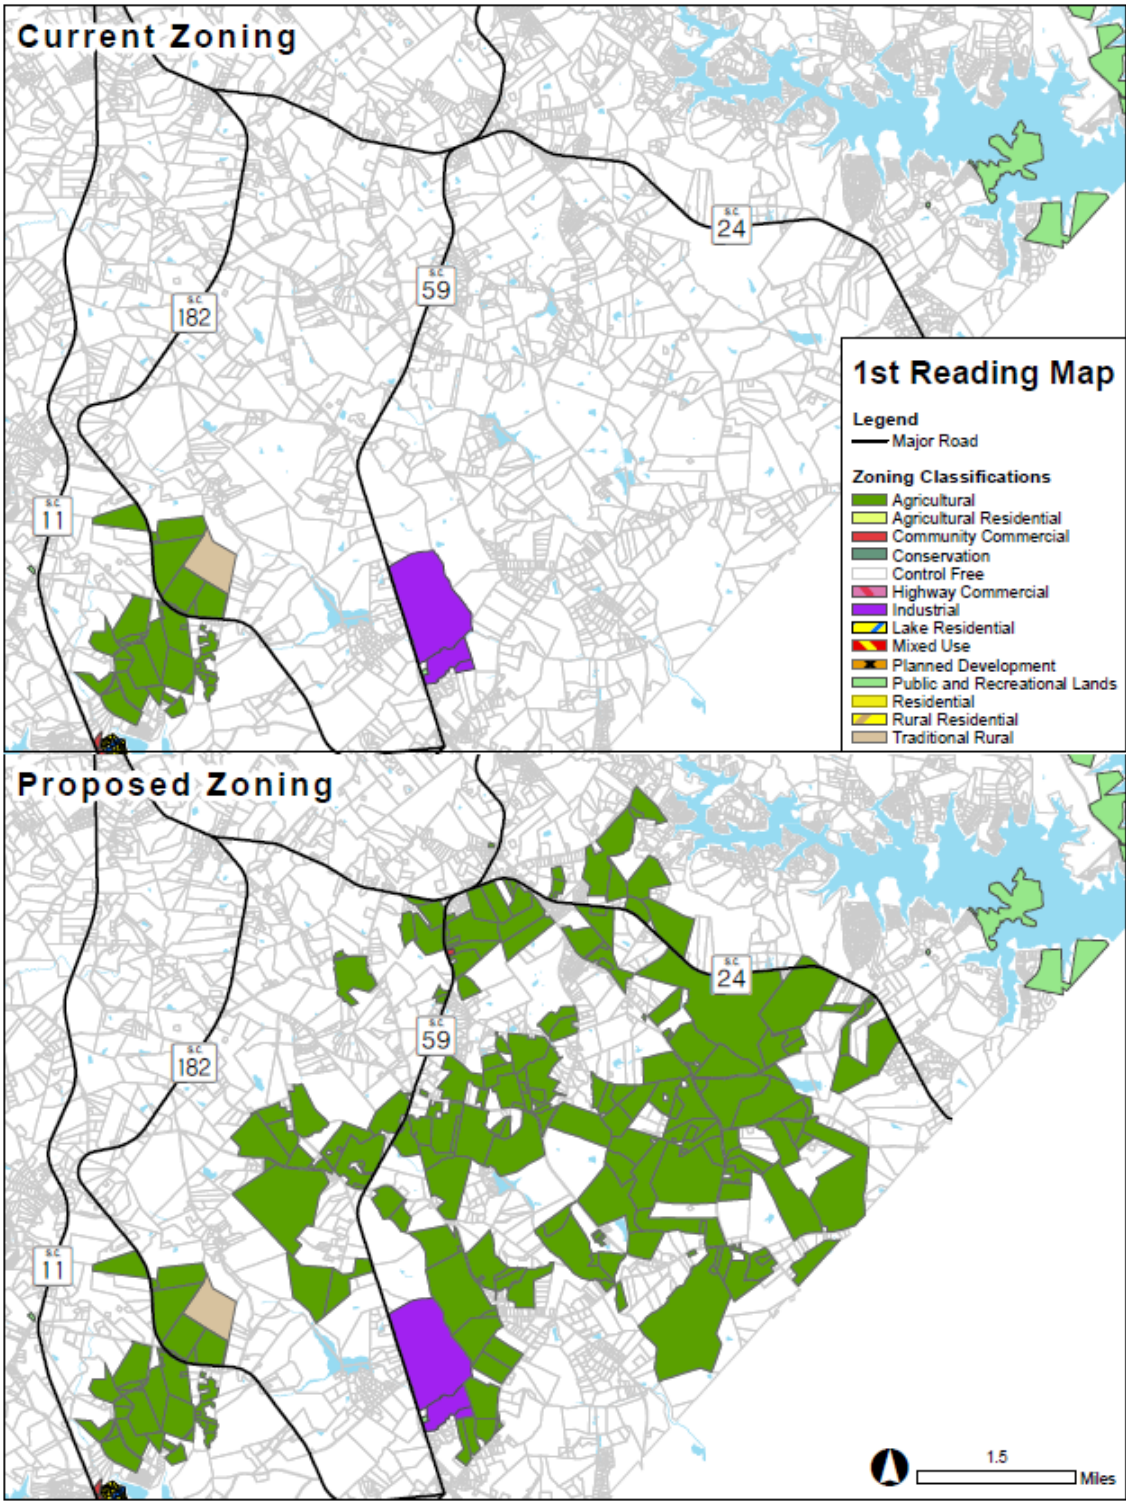 Current Zoning
S.C.
24
S.C.
59
S.C.
182
1st Reading Map
Legend
Major Road
Zoning Classifications
Agricultural
Agricultural Residential
Community Commercial
Conservation
Control Free
Highway Commercial
Industrial
Lake Residential
Mixed Use
Planned Development
Public and Recreational Lands
Residential
Rural Residential
Traditional Rural
S.C.
11
Proposed Zoning
S.C.
24
S.C.
59
S.C.
182
S.C.
11
1.5
Miles